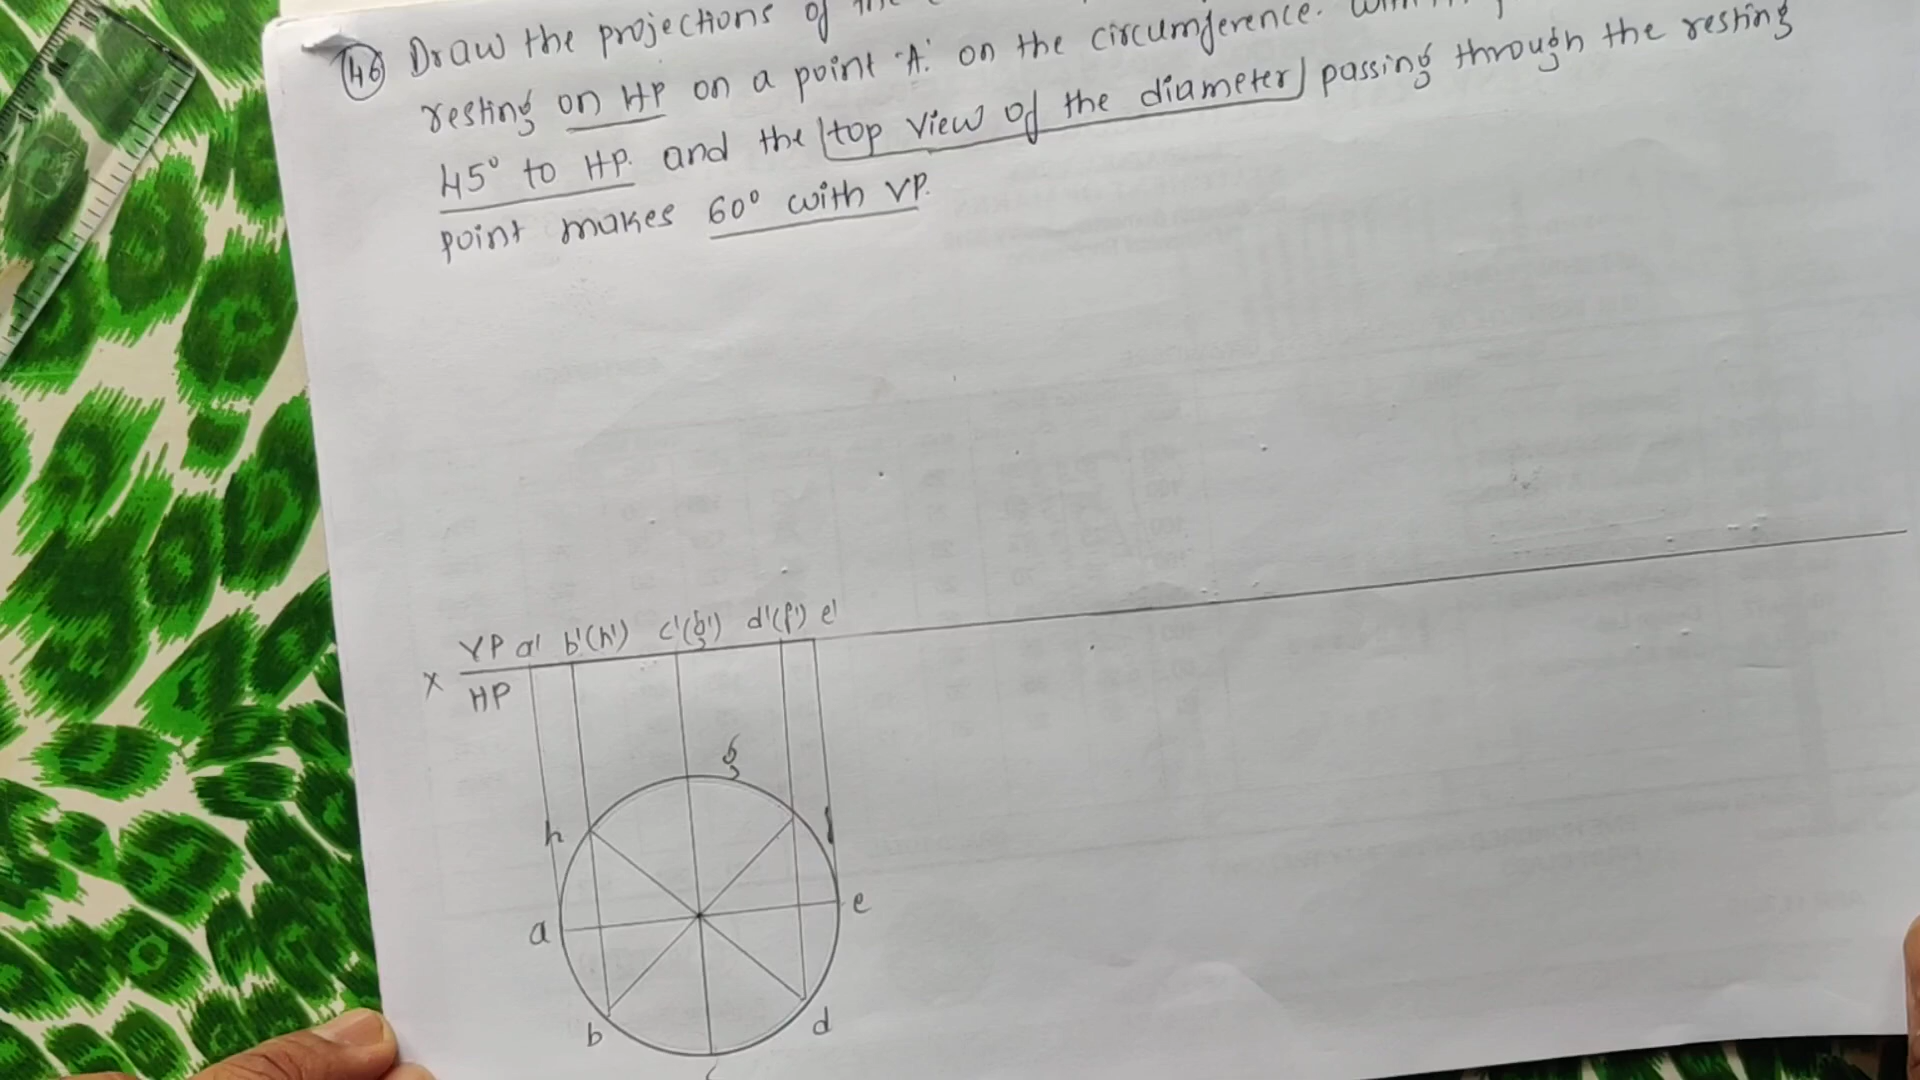 46 Draw the projections of the
resting on HP on a point 'A' on the circumference.
45° to HP. and the top view of the diameter passing through the resting
point makes 60° with VP.
X VP a' b'(h') c'(g') d'(f') e'
HP
g
h f
a e
b d